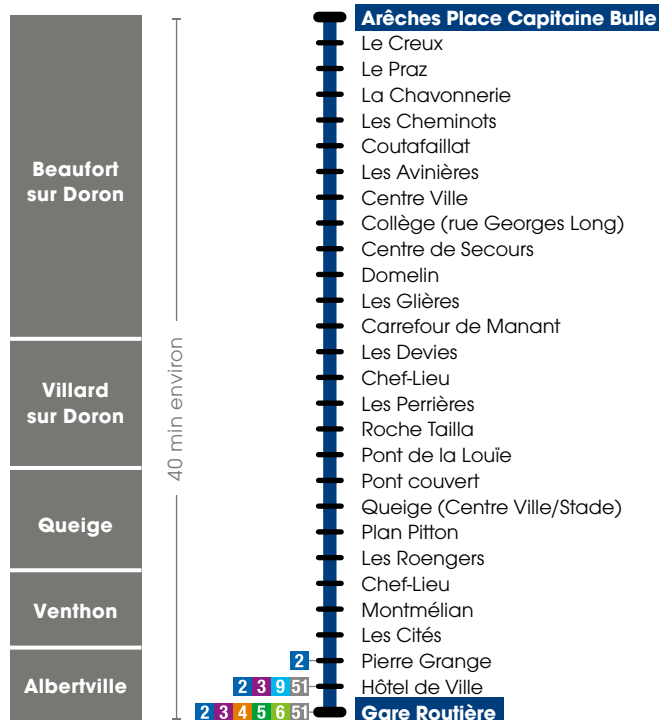 Arêches Place Capitaine Bulle
Le Creux
Le Praz
La Chavonnerie
Les Cheminots
Coutafaillat
Les Avinières
Centre Ville
Collège (rue Georges Long)
Centre de Secours
Domelin
Les Glières
Carrefour de Manant
Les Devies
Chef-Lieu
Les Perrières
Roche Tailla
Pont de la Louïe
Pont couvert
Queige (Centre Ville/Stade)
Plan Pitton
Les Roengers
Chef-Lieu
Montmélian
Les Cités
2 Pierre Grange
2 3 9 51 Hôtel de Ville
2 3 4 5 6 51 Gare Routière
Beaufort
sur Doron
Villard
sur Doron
Queige
Venthon
Albertville
40 min environ